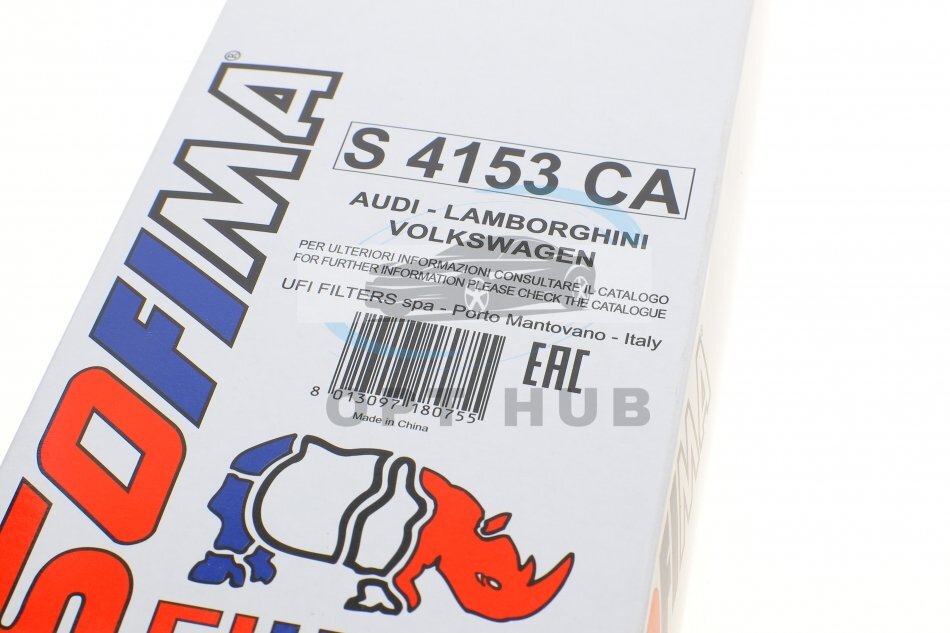 SOFIMA®
S 4153 CA
AUDI - LAMBORGHINI
VOLKSWAGEN
PER ULTERIORI INFORMAZIONI CONSULTARE IL CATALOGO
FOR FURTHER INFORMATION PLEASE CHECK THE CATALOGUE
UFI FILTERS spa - Porto Mantovano - Italy
EAC
8 013097 180755
OPT HUB
Made in China